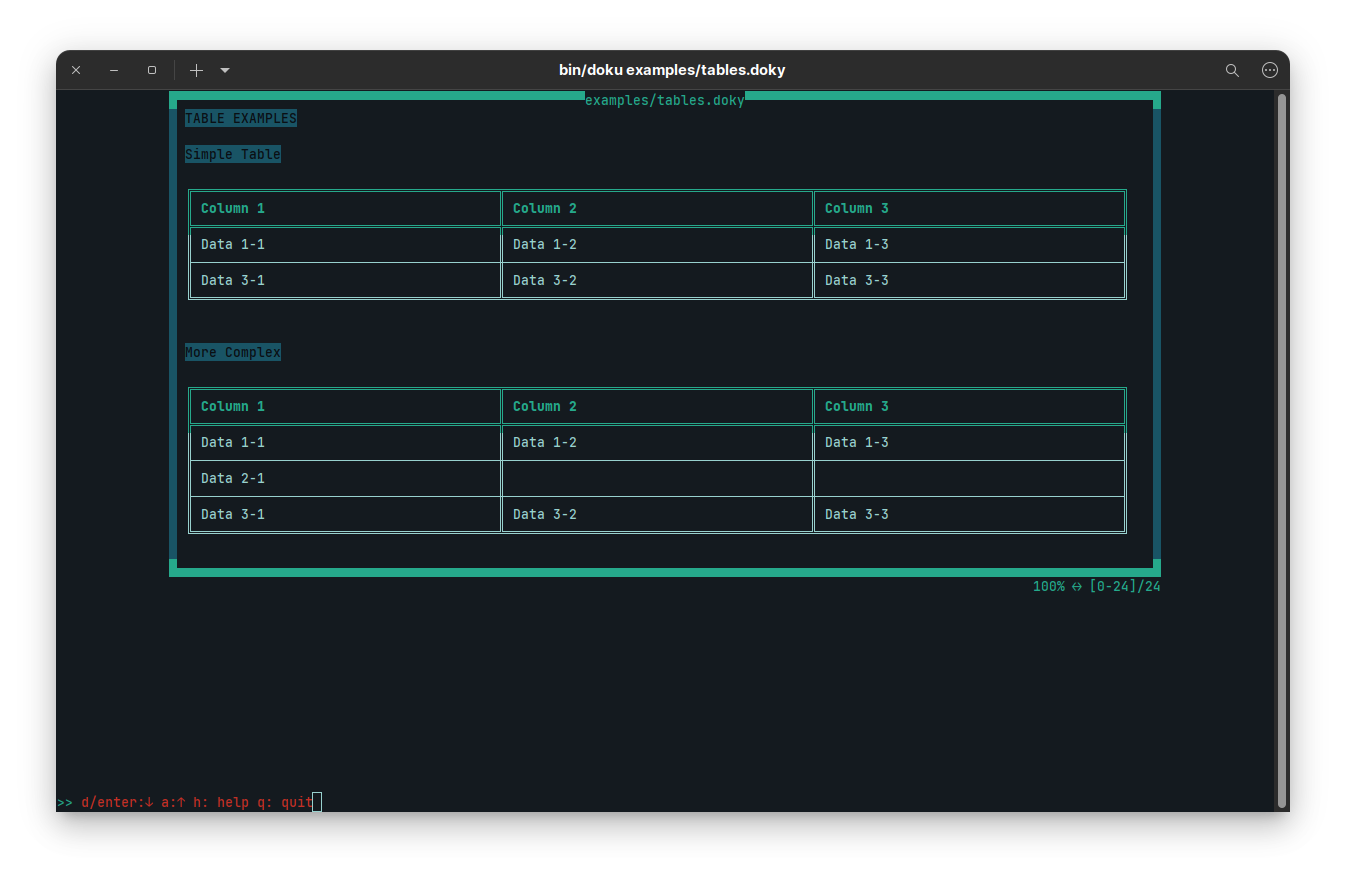 bin/doku examples/tables.doky
examples/tables.doky
TABLE EXAMPLES
Simple Table
Column 1 Column 2 Column 3
Data 1-1 Data 1-2 Data 1-3
Data 3-1 Data 3-2 Data 3-3
More Complex
Column 1 Column 2 Column 3
Data 1-1 Data 1-2 Data 1-3
Data 2-1
Data 3-1 Data 3-2 Data 3-3
100% ↔ [0-24]/24
>> d/enter:↓ a:↑ h: help q: quit